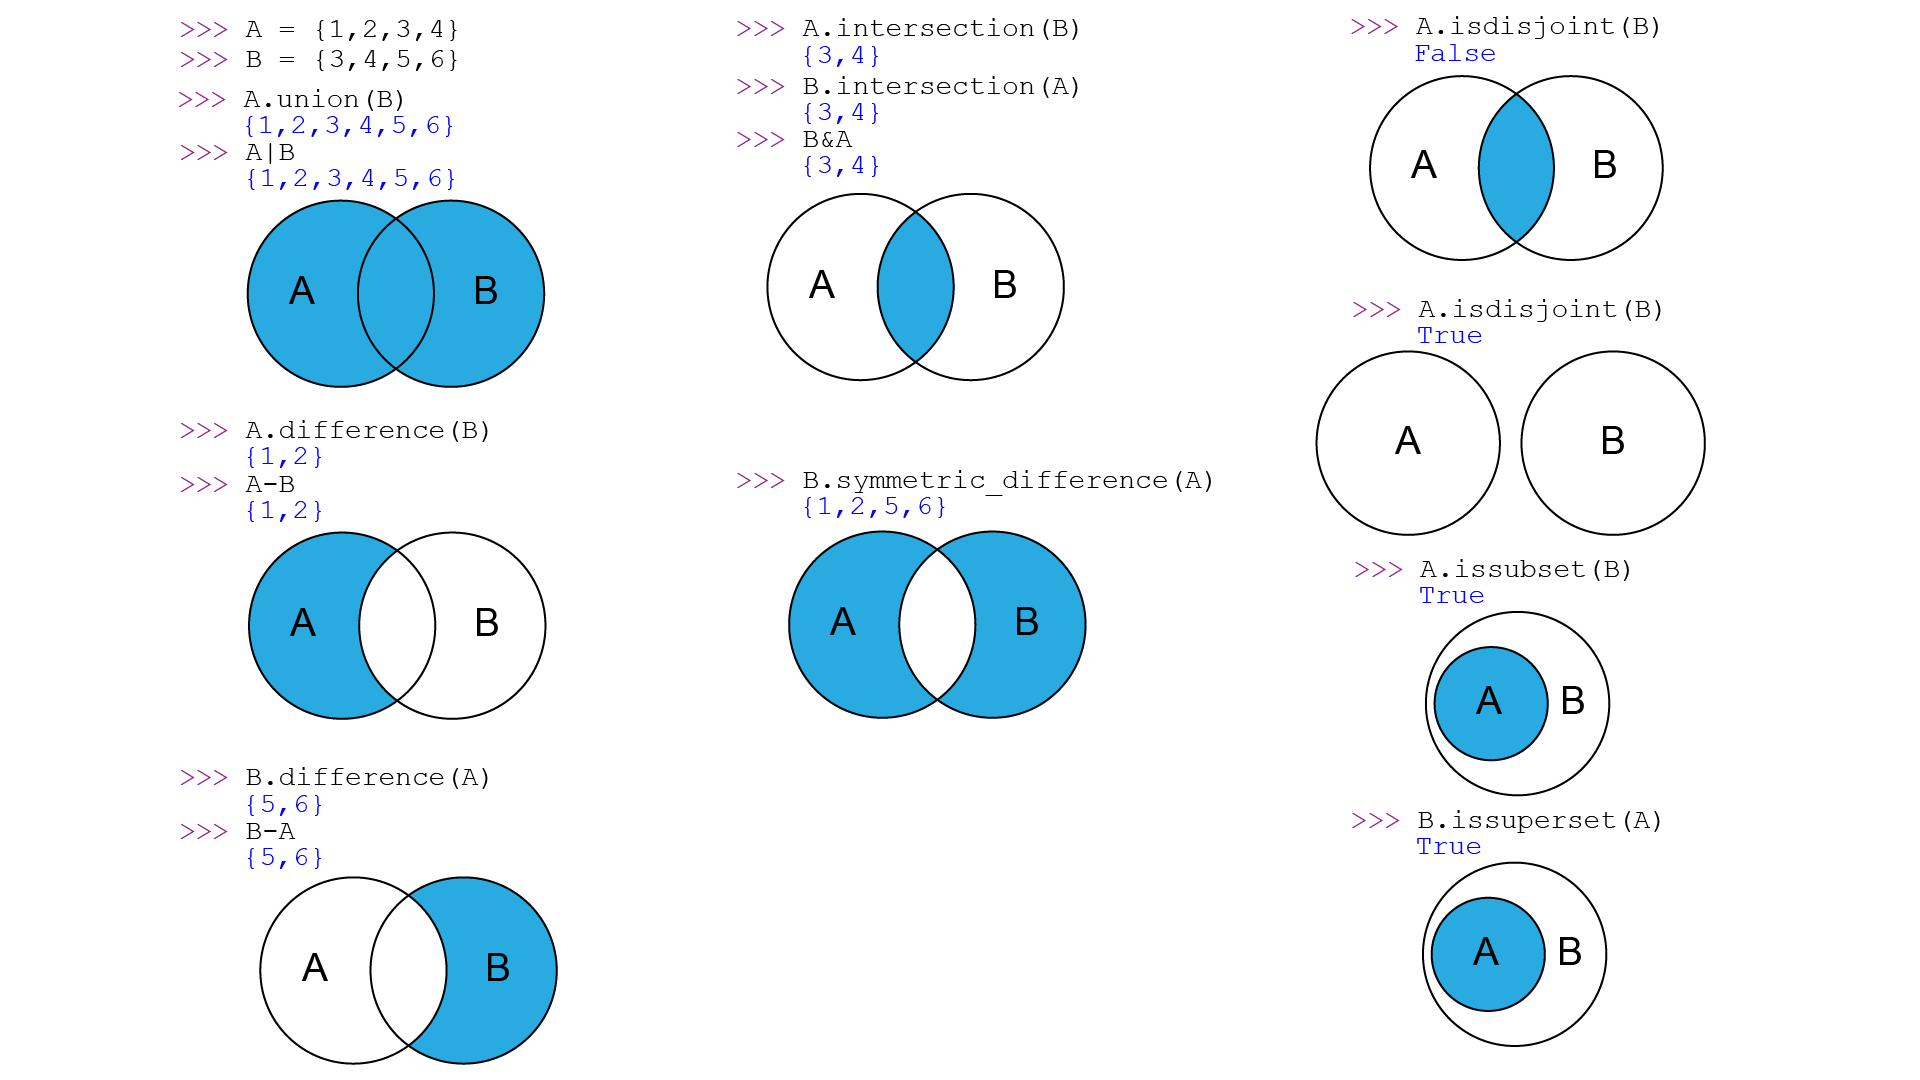 >>> A = {1,2,3,4}
>>> B = {3,4,5,6}
>>> A.union(B)
{1,2,3,4,5,6}
>>> A|B
{1,2,3,4,5,6}
A B
>>> A.difference(B)
{1,2}
>>> A-B
{1,2}
A B
>>> B.difference(A)
{5,6}
>>> B-A
{5,6}
A B
>>> A.intersection(B)
{3,4}
>>> B.intersection(A)
{3,4}
>>> B&A
{3,4}
A B
>>> B.symmetric_difference(A)
{1,2,5,6}
A B
>>> A.isdisjoint(B)
False
A B
>>> A.isdisjoint(B)
True
A B
>>> A.issubset(B)
True
A B
>>> B.issuperset(A)
True
A B